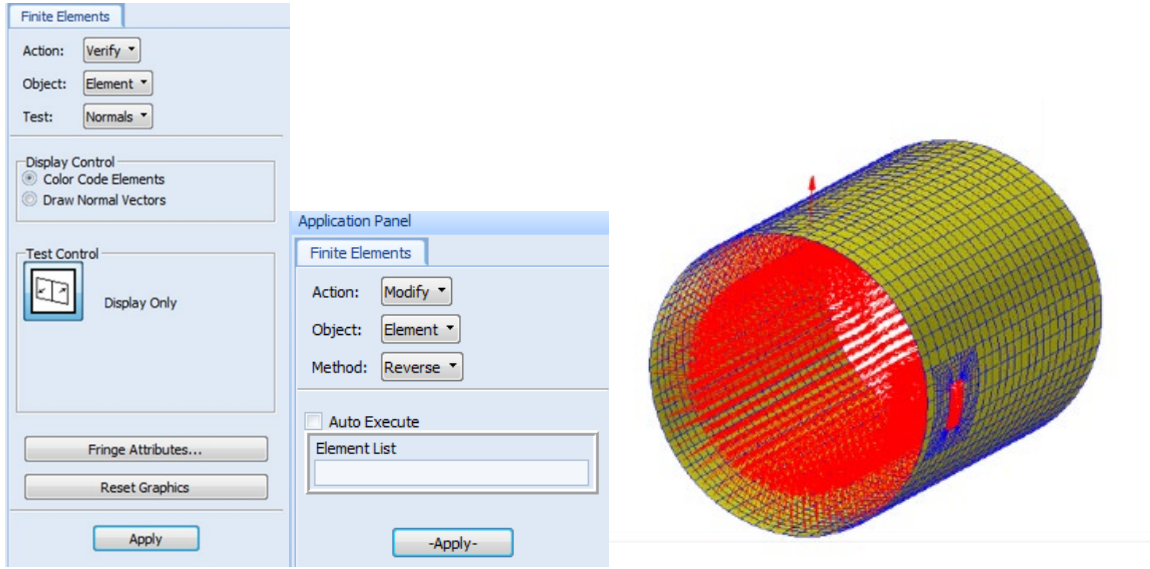 Finite Elements
Action: Verify
Object: Element
Test: Normals
Display Control
Color Code Elements
Draw Normal Vectors
Test Control
Display Only
Fringe Attributes...
Reset Graphics
Apply
Application Panel
Finite Elements
Action: Modify
Object: Element
Method: Reverse
Auto Execute
Element List
-Apply-